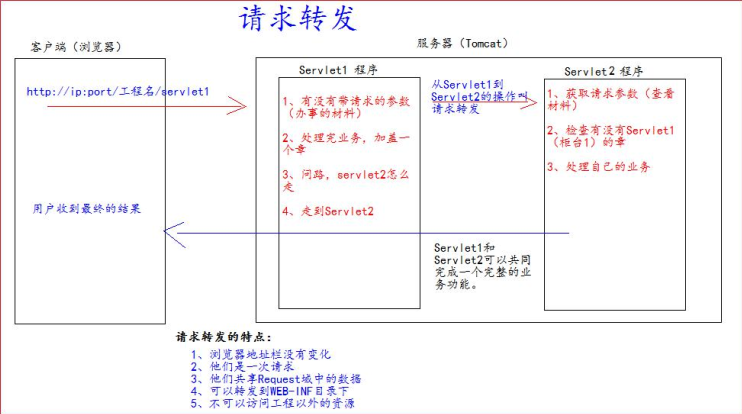 请求转发
客户端（浏览器）
服务器（Tomcat）
http://ip:port/工程名/servlet1
用户收到最终的结果
Servlet1 程序
1、有没有带请求的参数
（办事的材料）
2、处理完业务，加盖一
个章
3、问路，servlet2怎么
走
4、走到Servlet2
从Servlet1到
Servlet2的操作叫
请求转发
Servlet2 程序
1、获取请求参数（查看
材料）
2、检查有没有Servlet1
（柜台1）的章
3、处理自己的业务
Servlet1和
Servlet2可以共同
完成一个完整的业
务功能。
请求转发的特点：
1、浏览器地址栏没有变化
2、他们是一次请求
3、他们共享Request域中的数据
4、可以转发到WEB-INF目录下
5、不可以访问工程以外的资源